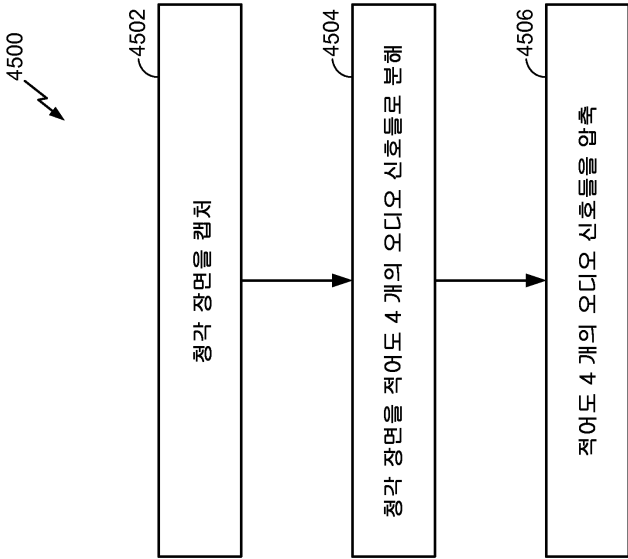 4500
4502
청각 장면을 캡처
4504
청각 장면을 적어도 4 개의 오디오 신호들로 분해
4506
적어도 4 개의 오디오 신호들을 압축